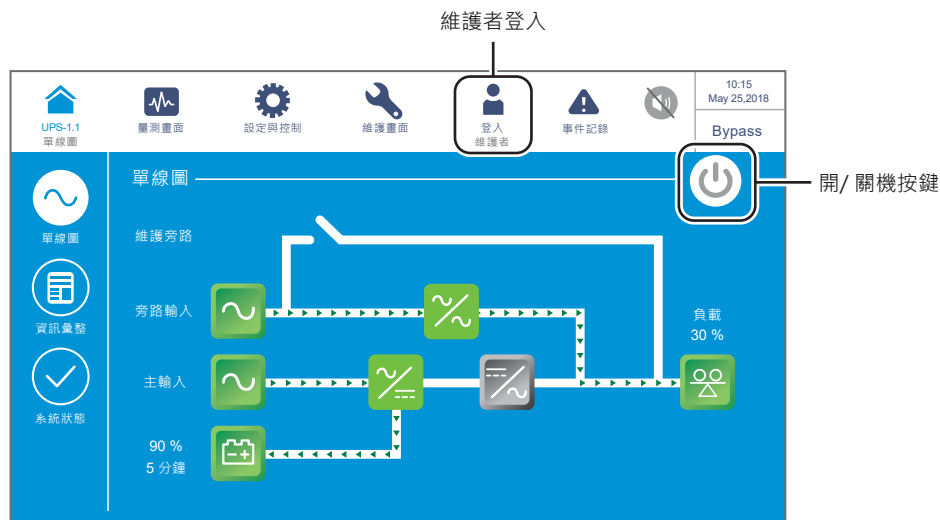 維護者登入
10:15
May 25,2018
Bypass
UPS-1.1
單線圖
量測畫面
設定與控制
維護畫面
登入
維護者
事件記錄
單線圖
開/ 關機按鍵
單線圖
資訊彙整
系統狀態
維護旁路
旁路輸入
主輸入
90 %
5 分鐘
負載
30 %